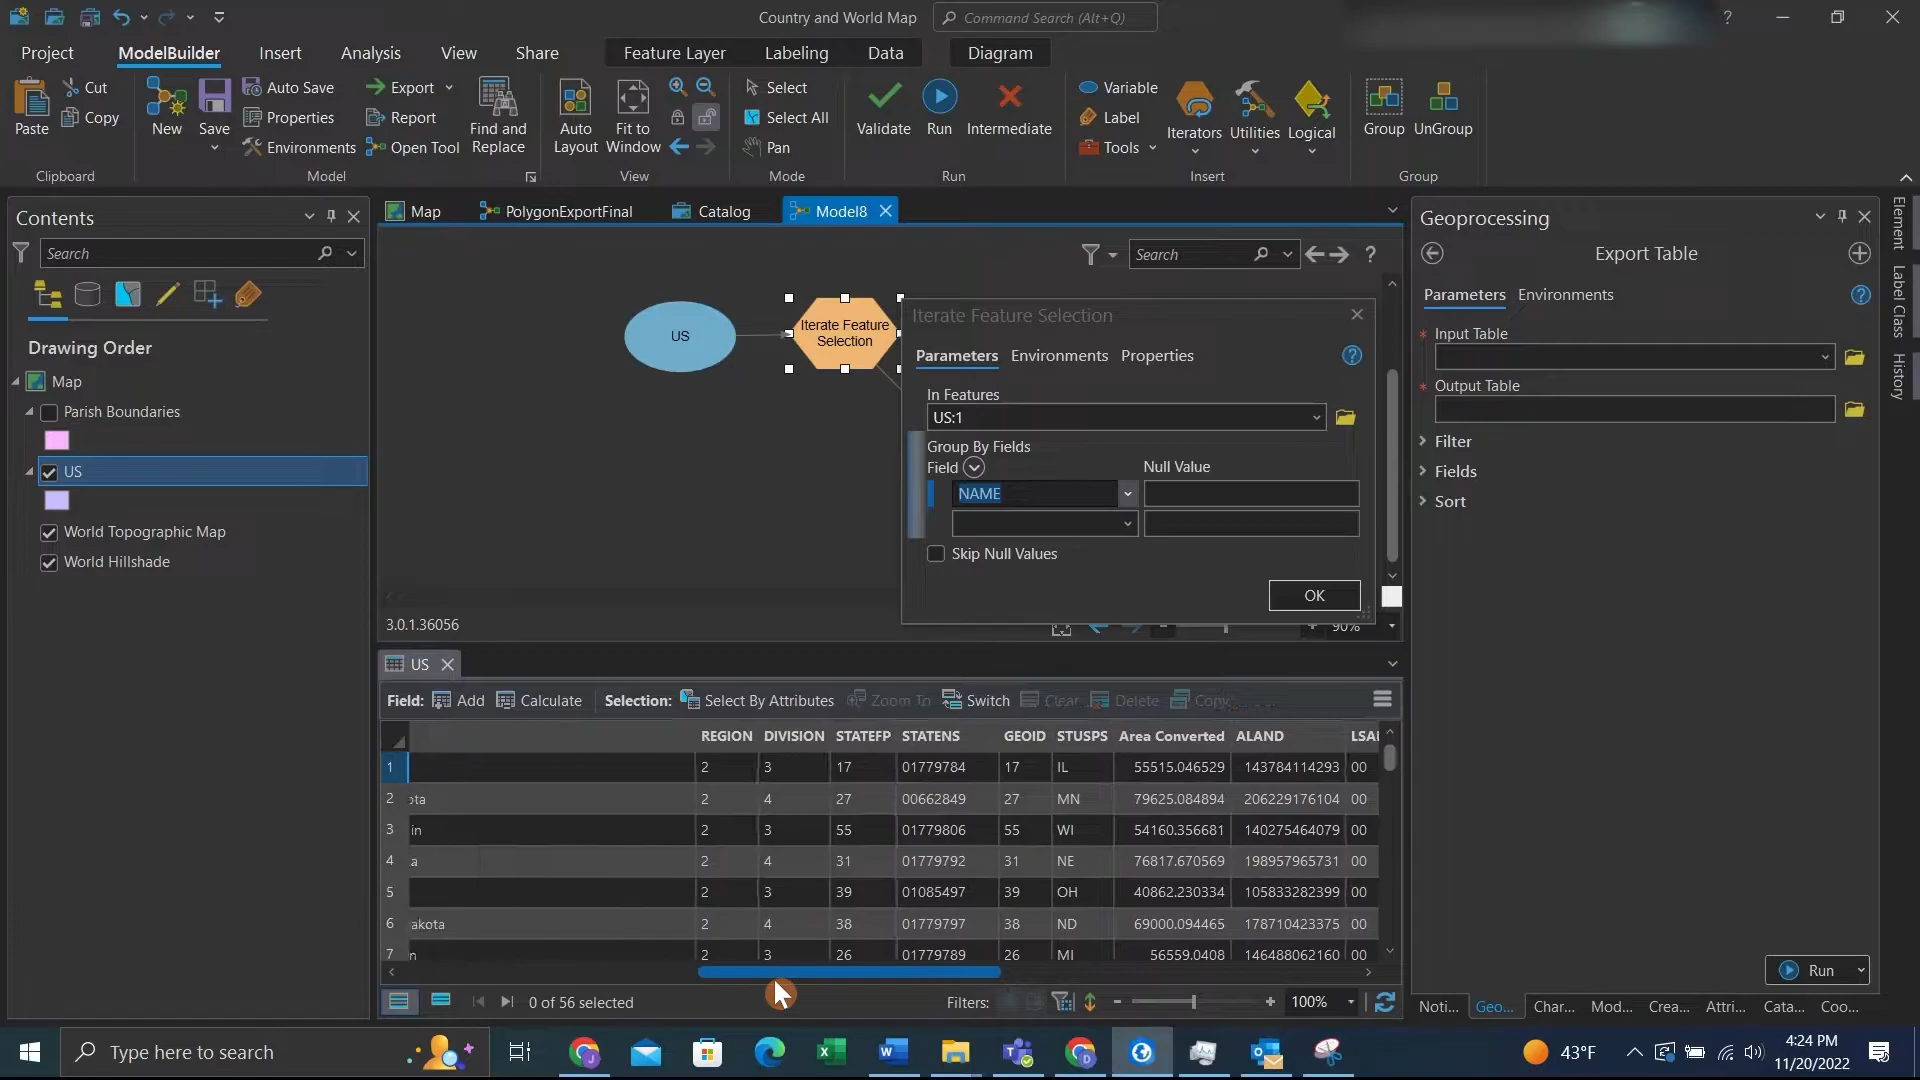 Country and World Map
Command Search (Alt+Q)
?
Project
ModelBuilder
Insert
Analysis
View
Share
Feature Layer
Labeling
Data
Diagram
Paste
Cut
Copy
Clipboard
New
Save
Auto Save
Properties
Environments
Export
Report
Open Tool
Find and
Replace
Model
Auto
Layout
Fit to
Window
View
Select
Select All
Pan
Mode
Validate
Run
Intermediate
Run
Variable
Label
Tools
Iterators
Utilities
Logical
Insert
Group
UnGroup
Group
Contents
Search
Drawing Order
Map
Parish Boundaries
US
World Topographic Map
World Hillshade
Map
PolygonExportFinal
Catalog
Model8
Search
?
US
Iterate Feature
Selection
Iterate Feature Selection
Parameters
Environments
Properties
?
In Features
US:1
Group By Fields
Field
Null Value
NAME
Skip Null Values
OK
3.0.1.36056
90%
US
Field: Add Calculate Selection: Select By Attributes Zoom To Switch Clear Delete Copy
REGION DIVISION STATEFP STATENS GEOID STUSPS Area Converted ALAND LSA
1 2 3 17 01779784 17 IL 55515.046529 143784114293 00
2 ota 2 4 27 00662849 27 MN 79625.084894 206229176104 00
3 in 2 3 55 01779806 55 WI 54160.356681 140275464079 00
4 a 2 4 31 01779792 31 NE 76817.670569 198957965731 00
5 2 3 39 01085497 39 OH 40862.230334 105833282399 00
6 akota 2 4 38 01779797 38 ND 69000.094465 178710423375 00
7 n 2 3 26 01779789 26 MI 56559.0408 146488062160 00
0 of 56 selected
Filters:
100%
Geoprocessing
Export Table
Parameters
Environments
?
* Input Table
* Output Table
Filter
Fields
Sort
Run
Noti...
Geo...
Char...
Mod...
Crea...
Attri...
Cata...
Coo...
Element
Label Class
History
Type here to search
43°F
4:24 PM
11/20/2022